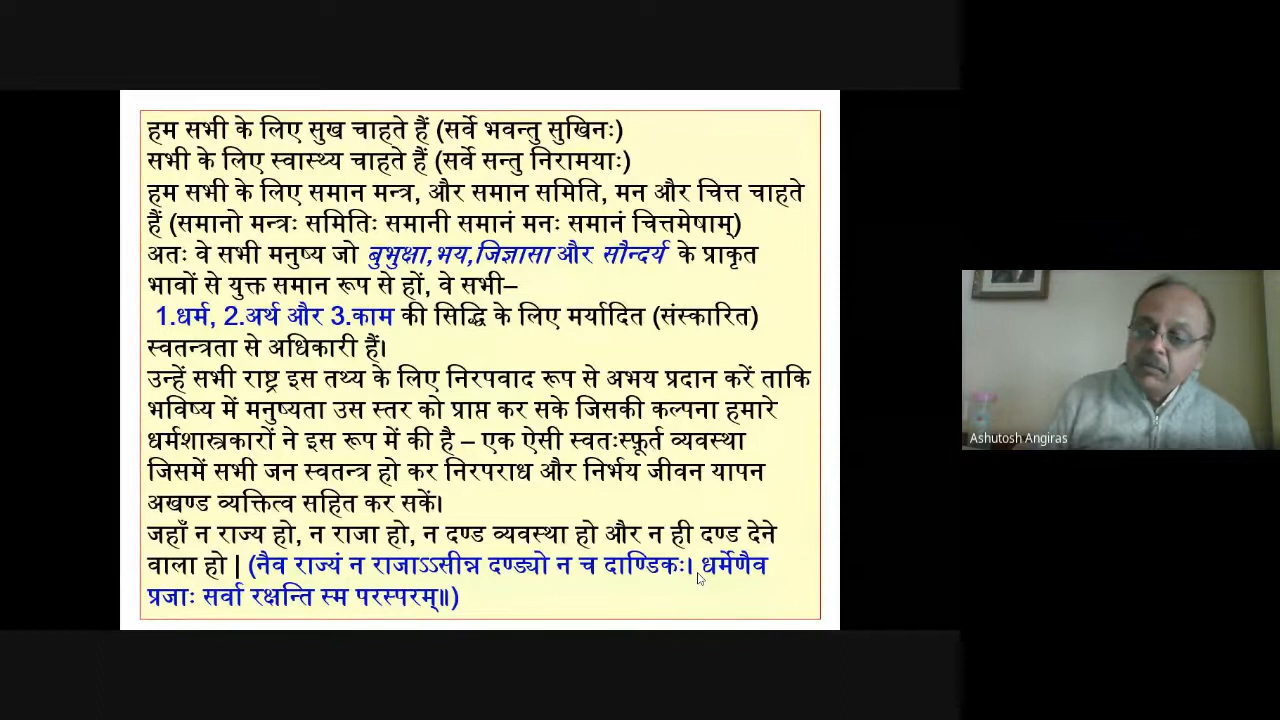 हम सभी के लिए सुख चाहते हैं (सर्वे भवन्तु सुखिनः)
सभी के लिए स्वास्थ्य चाहते हैं (सर्वे सन्तु निरामयाः)
हम सभी के लिए समान मन्त्र, और समान समिति, मन और चित्त चाहते
हैं (समानो मन्त्रः समितिः समानी समानं मनः समानं चित्तमेषाम्)
अतः वे सभी मनुष्य जो बुभुक्षा,भय,जिज्ञासा और सौन्दर्य के प्राकृत
भावों से युक्त समान रूप से हों, वे सभी–
1.धर्म, 2.अर्थ और 3.काम की सिद्धि के लिए मर्यादित (संस्कारित)
स्वतन्त्रता से अधिकारी हैं।
उन्हें सभी राष्ट्र इस तथ्य के लिए निरपवाद रूप से अभय प्रदान करें ताकि
भविष्य में मनुष्यता उस स्तर को प्राप्त कर सके जिसकी कल्पना हमारे
धर्मशास्त्रकारों ने इस रूप में की है – एक ऐसी स्वतःस्फ़ूर्त व्यवस्था
जिसमें सभी जन स्वतन्त्र हो कर निरपराध और निर्भय जीवन यापन
अखण्ड व्यक्तित्व सहित कर सकें।
जहाँ न राज्य हो, न राजा हो, न दण्ड व्यवस्था हो और न ही दण्ड देने
वाला हो | (नैव राज्यं न राजाऽऽसीन्न दण्ड्यो न च दाण्डिकः। धर्मेणैव
प्रजाः सर्वा रक्षन्ति स्म परस्परम्॥)
Ashutosh Angiras